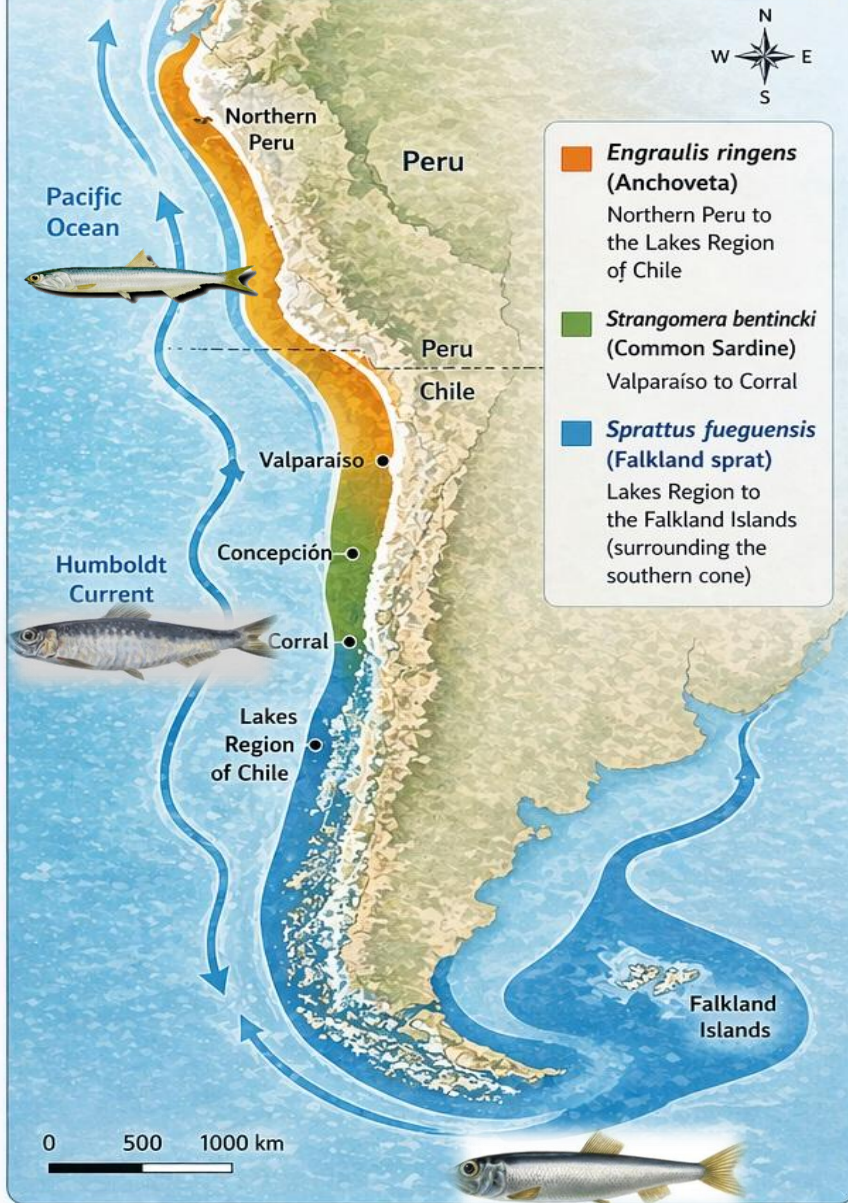 N
W E
S
Northern
Peru
Peru
Pacific
Ocean
Peru
Chile
Valparaíso
Concepción
Humboldt
Current
Corral
Lakes
Region
of Chile
Falkland
Islands
0 500 1000 km
Engraulis ringens
(Anchoveta)
Northern Peru to
the Lakes Region
of Chile
Strangomera bentincki
(Common Sardine)
Valparaíso to Corral
Sprattus fueguensis
(Falkland sprat)
Lakes Region to
the Falkland Islands
(surrounding the
southern cone)